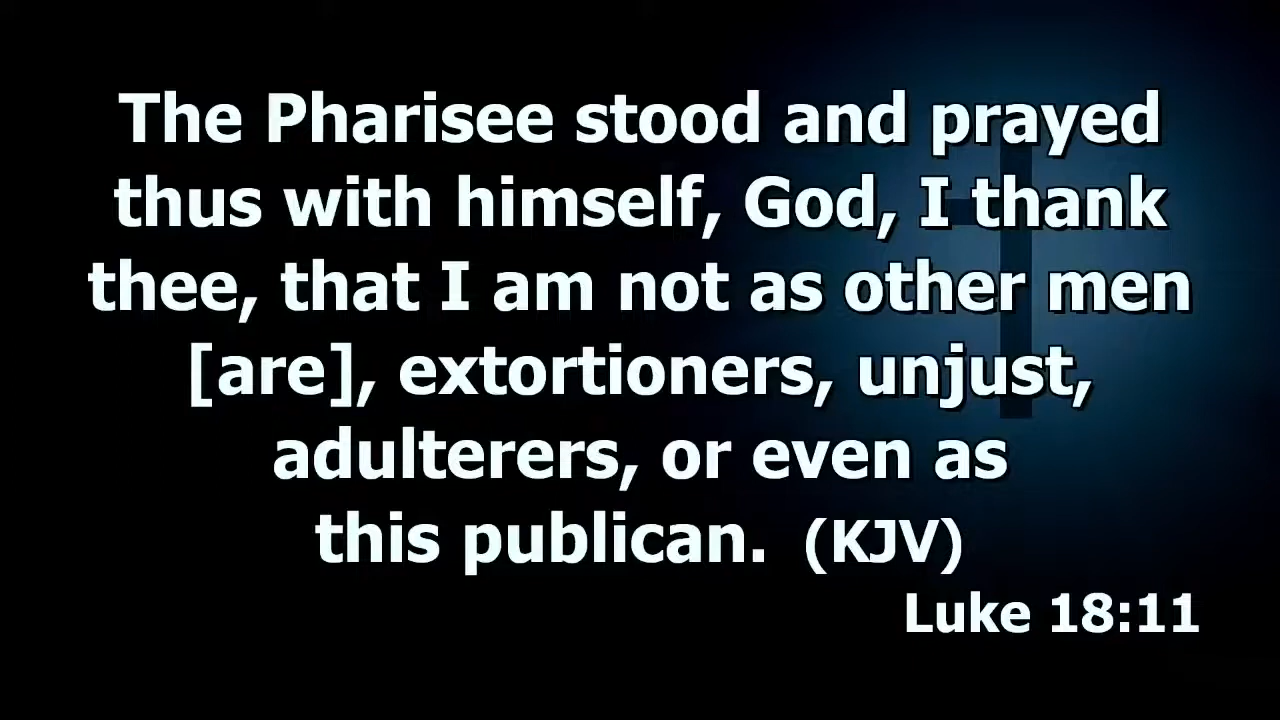 The Pharisee stood and prayed
thus with himself, God, I thank
thee, that I am not as other men
[are], extortioners, unjust,
adulterers, or even as
this publican. (KJV)
Luke 18:11